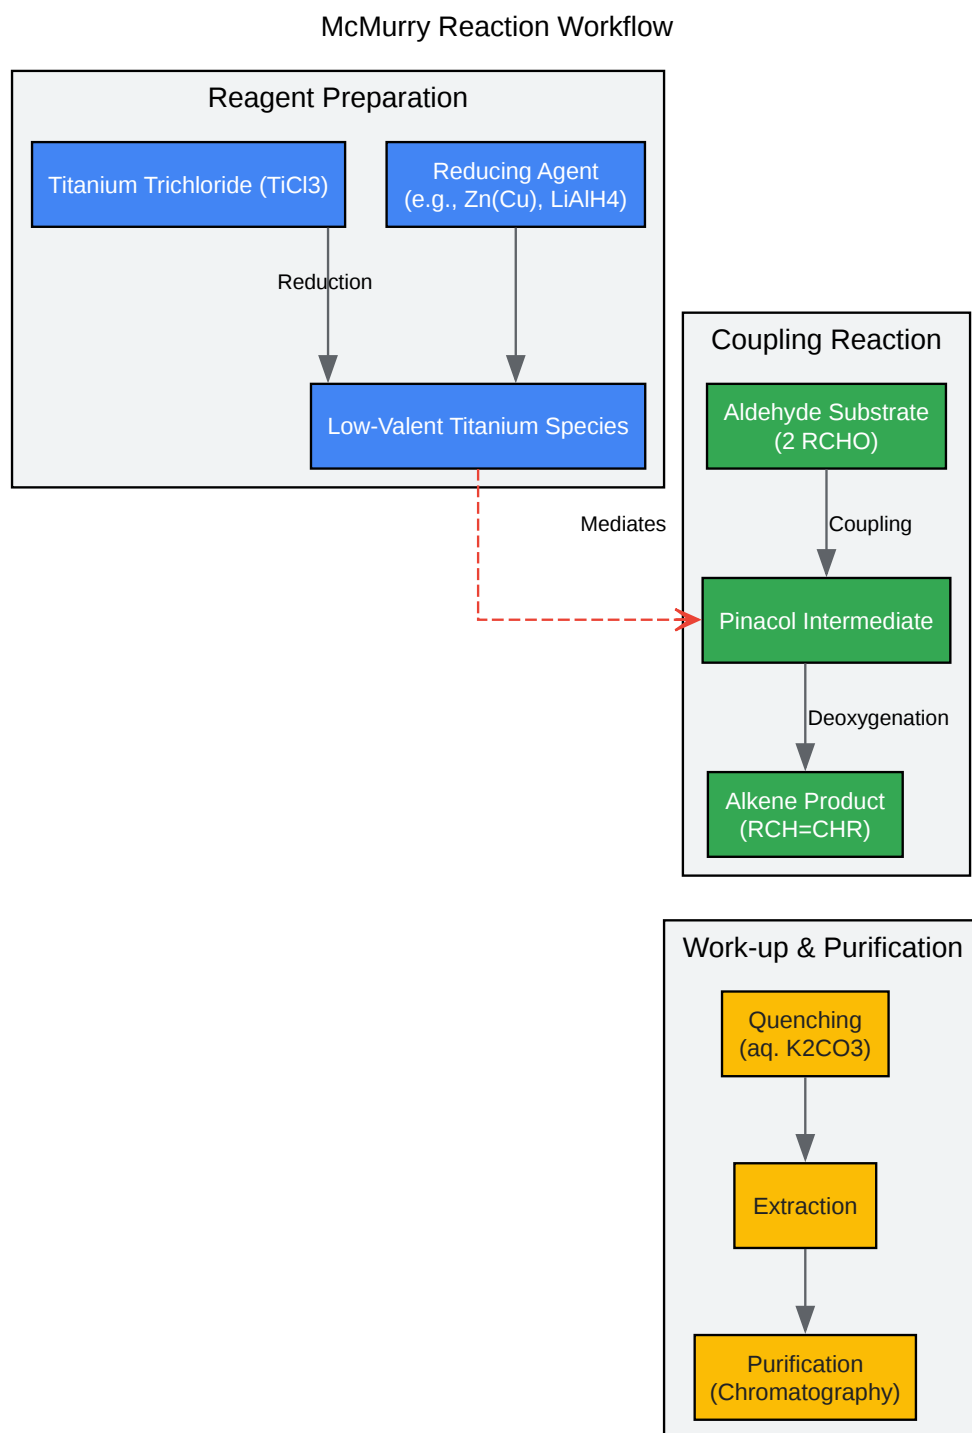 McMurry Reaction Workflow
Reagent Preparation
Titanium Trichloride (TiCl3)
Reducing Agent
(e.g., Zn(Cu), LiAlH4)
Reduction
Low-Valent Titanium Species
Mediates
Coupling Reaction
Aldehyde Substrate
(2 RCHO)
Coupling
Pinacol Intermediate
Deoxygenation
Alkene Product
(RCH=CHR)
Work-up & Purification
Quenching
(aq. K2CO3)
Extraction
Purification
(Chromatography)